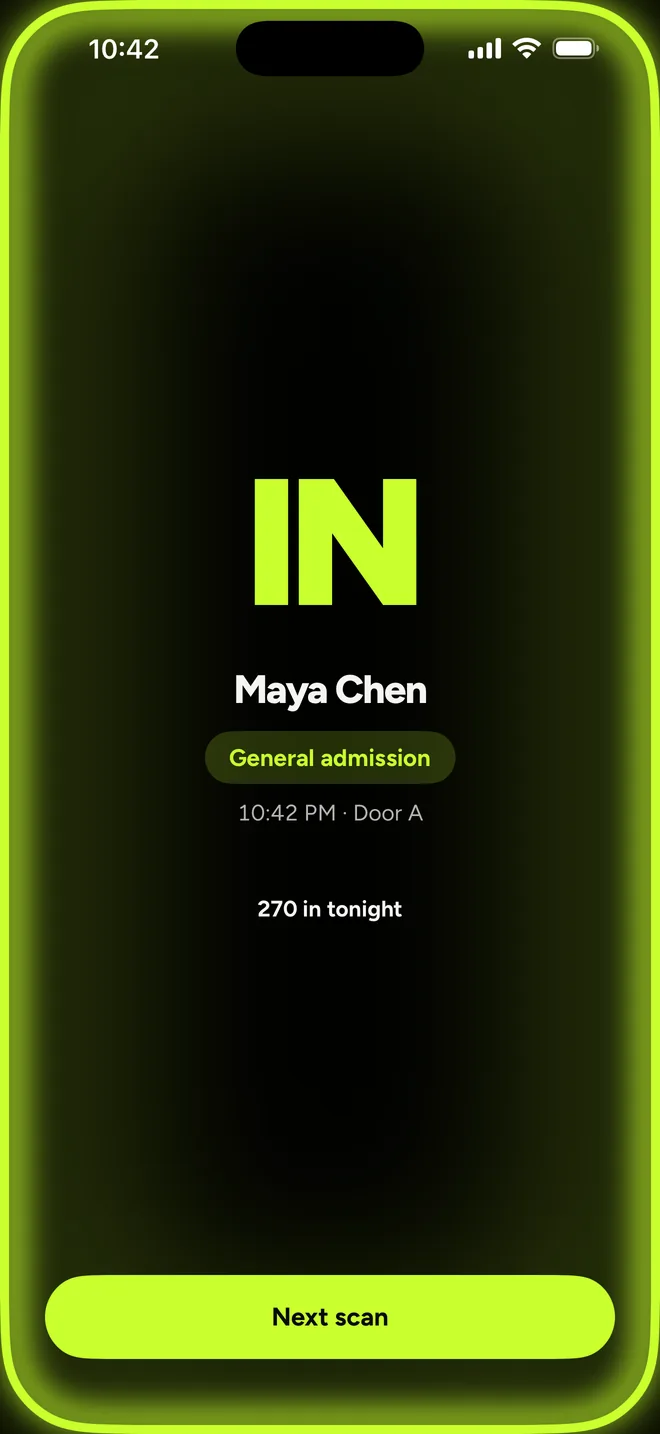 10:42
IN
Maya Chen
General admission
10:42 PM · Door A
270 in tonight
Next scan